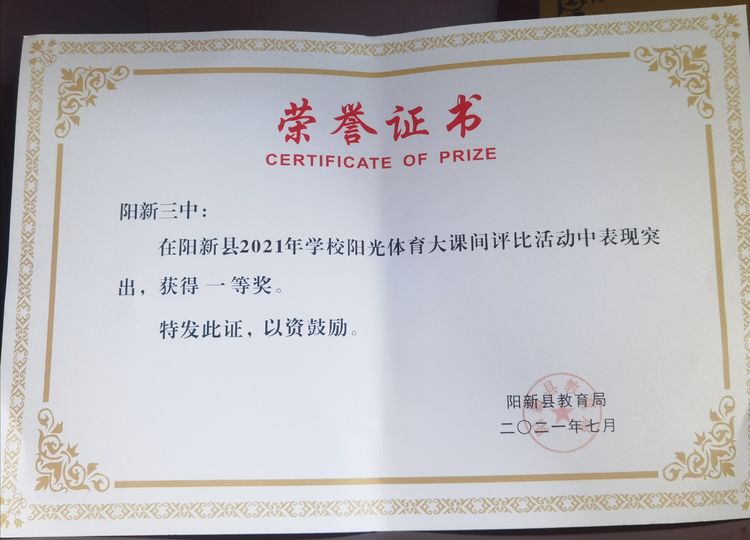 荣誉证书
CERTIFICATE OF PRIZE
阳新三中：
在阳新县2021年学校阳光体育大课间评比活动中表现突
出，获得一等奖。
特发此证，以资鼓励。
阳新县教育局
二〇二一年七月